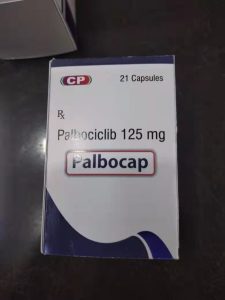 CP
21 Capsules
Rx
Palbociclib 125 mg
Palbocap